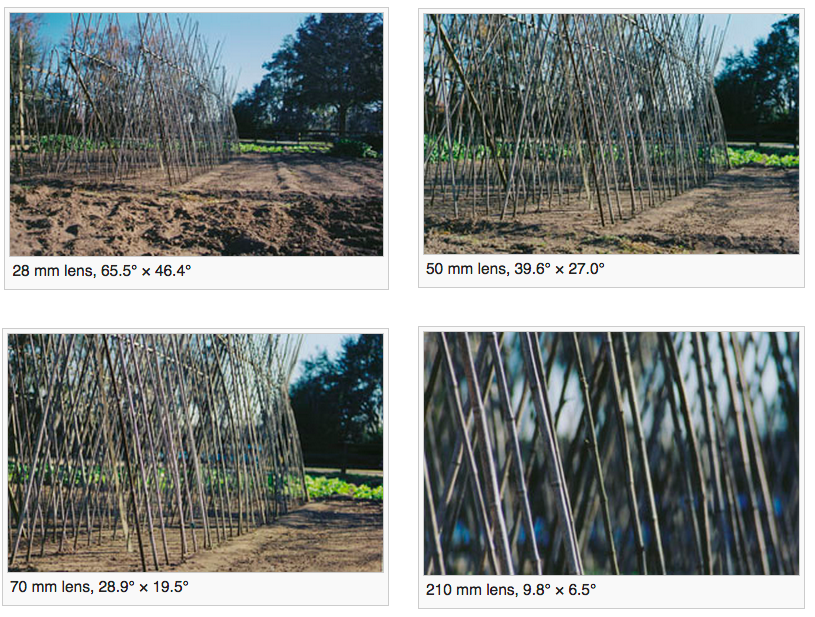 28 mm lens, 65.5° × 46.4°
50 mm lens, 39.6° × 27.0°
70 mm lens, 28.9° × 19.5°
210 mm lens, 9.8° × 6.5°